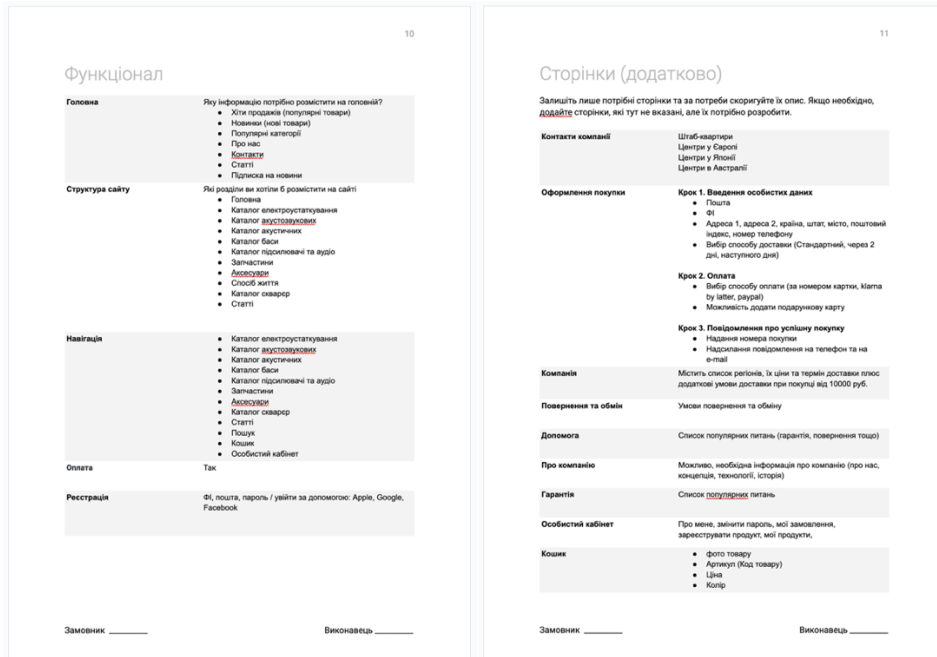 10
Функціонал
Головна
Яку інформацію потрібно розмістити на головній?
● Хіти продажів (популярні товари)
● Новинки (нові товари)
● Популярні категорії
● Про нас
● Контакти
● Статті
● Підписка на новини
Структура сайту
Які розділи ви хотіли б розмістити на сайті
● Головна
● Каталог електроустаткування
● Каталог акустозвукових
● Каталог акустичних
● Каталог баси
● Каталог підсилювачі та аудіо
● Запчастини
● Аксесуари
● Спосіб життя
● Каталог скварєр
● Статті
Навігація
● Каталог електроустаткування
● Каталог акустозвукових
● Каталог акустичних
● Каталог баси
● Каталог підсилювачі та аудіо
● Запчастини
● Аксесуари
● Каталог скварєр
● Статті
● Пошук
● Кошик
● Особистий кабінет
Оплата
Так
Реєстрація
ФІ, пошта, пароль / увійти за допомогою: Apple, Google,
Facebook
Замовник ________
Виконавець ________
11
Сторінки (додатково)
Залишіть лише потрібні сторінки та за потреби скоригуйте їх опис. Якщо необхідно,
додайте сторінки, які тут не вказані, але їх потрібно розробити.
Контакти компанії
Штаб-квартири
Центри у Європі
Центри у Японії
Центри в Австралії
Оформлення покупки
Крок 1. Введення особистих даних
● Пошта
● ФІ
● Адреса 1, адреса 2, країна, штат, місто, поштовий
індекс, номер телефону
● Вибір способу доставки (Стандартний, через 2
дні, наступного дня)
Крок 2. Оплата
● Вибір способу оплати (за номером картки, klarna
by latter, paypal)
● Можливість додати подарункову карту
Крок 3. Повідомлення про успішну покупку
● Надання номера покупки
● Надсилання повідомлення на телефон та на
e-mail
Компанія
Містить список регіонів, їх ціни та термін доставки плюс
додаткові умови доставки при покупці від 10000 руб.
Повернення та обмін
Умови повернення та обміну
Допомога
Список популярних питань (гарантія, повернення тощо)
Про компанію
Можливо, необхідна інформація про компанію (про нас,
концепція, технології, історія)
Гарантія
Список популярних питань
Особистий кабінет
Про мене, змінити пароль, мої замовлення,
зареєструвати продукт, мої продукти,
Кошик
● фото товару
● Артикул (Код товару)
● Ціна
● Колір
Замовник ________
Виконавець ________